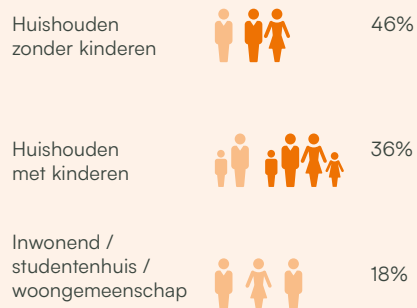 Huishouden
zonder kinderen
46%
Huishouden
met kinderen
36%
Inwonend /
studentenhuis /
woongemeenschap
18%